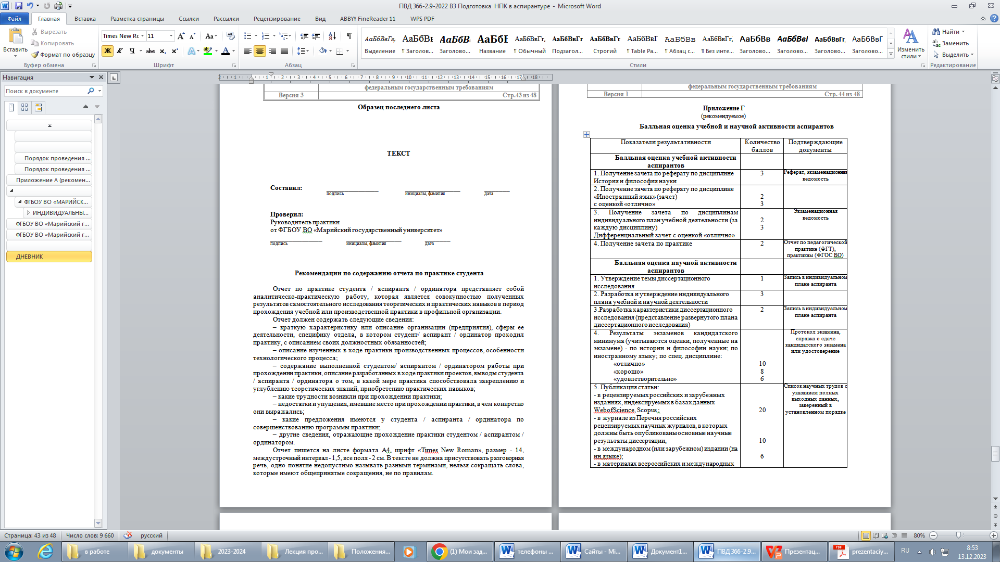 ПВД 366-2.9-2022 В3 Подготовка НПК в аспирантуре - Microsoft Word
Файл Главная Вставка Разметка страницы Ссылки Рассылки Рецензирование Вид ABBYY FineReader 11 WPS PDF
Вставить
Вырезать
Копировать
Формат по образцу
Буфер обмена
Times New Rc 11
Шрифт
Абзац
Выделение ¶ Заголов... Заголово... Название ¶ Обычный Подзагол... Строгий ¶ Table Pa... ¶ Абзац с... ¶ Без инте... Заголово... Заголово... Заголово... Заголово...
Стили
Изменить стили
Найти
Заменить
Выделить
Редактирование
Навигация
Поиск в документе
Порядок проведения ...
Порядок проведения ...
Приложение А (рекомен...
ФГБОУ ВО «МАРИЙСК...
ИНДИВИДУАЛЬНЫ...
ФГБОУ ВО «Марийский г...
ФГБОУ ВО «Марийский г...
ДНЕВНИК
федеральным государственным требованиям
Версия 3 Стр.43 из 48
Образец последнего листа
ТЕКСТ
Составил:
подпись инициалы, фамилия дата
Проверил:
Руководитель практики
от ФГБОУ ВО «Марийский государственный университет»
подпись инициалы, фамилия дата
Рекомендации по содержанию отчета по практике студента
Отчет по практике студента / аспиранта / ординатора представляет собой
аналитическо-практическую работу, которая является совокупностью полученных
результатов самостоятельного исследования теоретических и практических навыков в период
прохождения учебной или производственной практики в профильной организации.
Отчет должен содержать следующие сведения:
– краткую характеристику или описание организации (предприятия), сферы ее
деятельности, специфику отдела, в котором студент/ аспирант / ординатор проходил
практику, с описанием своих должностных обязанностей;
– описание изученных в ходе практики производственных процессов, особенности
технологического процесса;
– содержание выполненной студентом/ аспирантом / ординатором работы при
прохождении практики, описание разработанных в ходе практики проектов, выводы студента
/ аспиранта / ординатора о том, в какой мере практика способствовала закреплению и
углублению теоретических знаний, приобретению практических навыков;
– какие трудности возникли при прохождении практики;
– недостатки и упущения, имевшие место при прохождении практики, в чем конкретно
они выражались;
– какие предложения имеются у студента / аспиранта / ординатора по
совершенствованию программы практики;
– другие сведения, отражающие прохождение практики студентом / аспирантом /
ординатором.
Отчет пишется на листе формата А4, шрифт «Times New Roman», размер - 14,
междустрочный интервал - 1,5, все поля - 2 см. В тексте не должна присутствовать разговорная
речь, одно понятие недопустимо называть разными терминами, нельзя сокращать слова,
которые имеют общепринятые сокращения, не по правилам.
федеральным государственным требованиям
Версия 1 Стр. 44 из 48
Приложение Г
(рекомендуемое)
Балльная оценка учебной и научной активности аспирантов
Показатели результативности Количество баллов Подтверждающие документы
Балльная оценка учебной активности
аспирантов
1. Получение зачета по реферату по дисциплине 3 Реферат, экзаменационная
История и философия науки ведомость
2. Получение зачета по реферату по дисциплине
«Иностранный язык» (зачет) 2
с оценкой «отлично» 3
3. Получение зачета по дисциплинам Экзаменационная
индивидуального план учебной деятельности (за 2 ведомость
каждую дисциплину) 3
Дифференциальный зачет с оценкой «отлично»
4. Получение зачета по практике 2 Отчет по педагогической
практике (ФГТ),
практикам (ФГОС ВО)
Балльная оценка научной активности
аспирантов
1. Утверждение темы диссертационного 1 Запись в индивидуальном
исследования плане аспиранта
2. Разработка и утверждение индивидуального 3
плана учебной и научной деятельности
3.Разработка характеристики диссертационного 2 Запись в индивидуальном
исследования (представление развернутого плана плане аспиранта
диссертационного исследования)
4. Результаты экзаменов кандидатского Протокол экзамена,
минимума (учитываются оценки, полученные на справка о сдаче
экзамене) - по истории и философии науки; по кандидатского экзамена
иностранному языку; по спец. дисциплине: или удостоверение
«отлично» 10
«хорошо» 8
«удовлетворительно» 6
5. Публикация статьи: Список научных трудов с
- в рецензируемых российских и зарубежных указанием полных
изданиях, индексируемых в базах данных выходных данных,
WebofScience, Scopus.; 20 заверенный в
- в журнале из Перечня российских установленном порядке
рецензируемых научных журналов, в которых
должны быть опубликованы основные научные
результаты диссертации, 10
- в международном (или зарубежном) издании (на
ин.языке); 6
- в материалах всероссийских и международных
Страница: 43 из 48 Число слов: 9 660 русский 80%
в работе документы 2023-2024 Лекция про... Положения... (1) Мои зад... телефоны ... Сайты - Mi... Документ1... ПВД 366-2.9... Презентац... prezentaciy... RU 8:53
13.12.2023